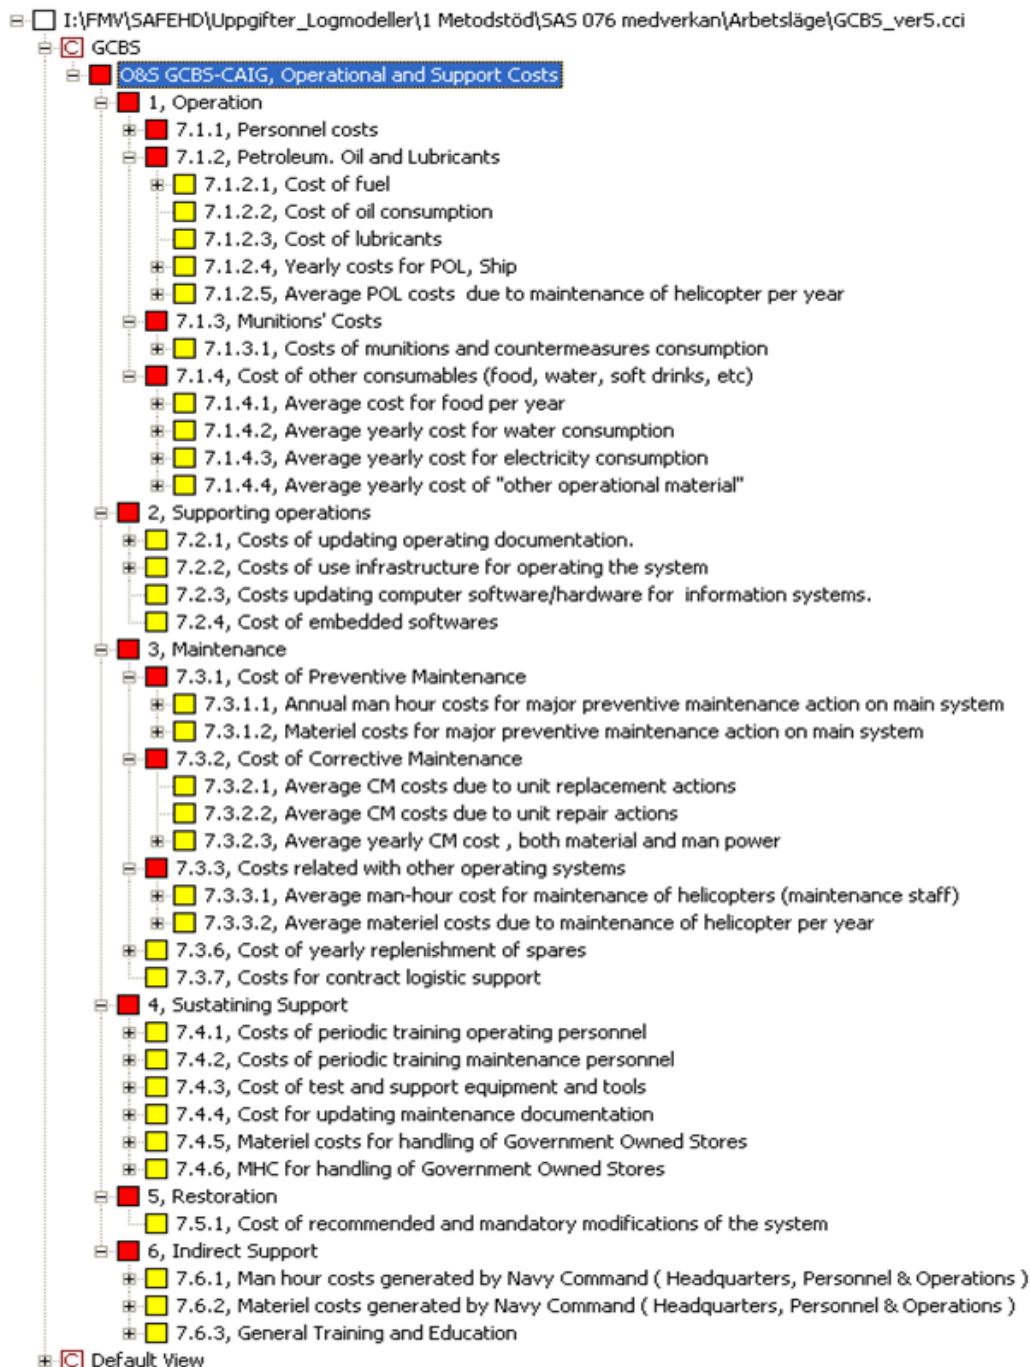 I:\FMV\SAFEHD\Uppgifter_Logmodeller\1 Metodstöd\SAS 076 medverkan\Arbetsläge\GCBS_ver5.cci
C GCBS
O&S GCBS-CAIG, Operational and Support Costs
1, Operation
7.1.1, Personnel costs
7.1.2, Petroleum. Oil and Lubricants
7.1.2.1, Cost of fuel
7.1.2.2, Cost of oil consumption
7.1.2.3, Cost of lubricants
7.1.2.4, Yearly costs for POL, Ship
7.1.2.5, Average POL costs  due to maintenance of helicopter per year
7.1.3, Munitions' Costs
7.1.3.1, Costs of munitions and countermeasures consumption
7.1.4, Cost of other consumables (food, water, soft drinks, etc)
7.1.4.1, Average cost for food per year
7.1.4.2, Average yearly cost for water consumption
7.1.4.3, Average yearly cost for electricity consumption
7.1.4.4, Average yearly cost of "other operational material"
2, Supporting operations
7.2.1, Costs of updating operating documentation.
7.2.2, Costs of use infrastructure for operating the system
7.2.3, Costs updating computer software/hardware for  information systems.
7.2.4, Cost of embedded softwares
3, Maintenance
7.3.1, Cost of Preventive Maintenance
7.3.1.1, Annual man hour costs for major preventive maintenance action on main system
7.3.1.2, Materiel costs for major preventive maintenance action on main system
7.3.2, Cost of Corrective Maintenance
7.3.2.1, Average CM costs due to unit replacement actions
7.3.2.2, Average CM costs due to unit repair actions
7.3.2.3, Average yearly CM cost , both material and man power
7.3.3, Costs related with other operating systems
7.3.3.1, Average man-hour cost for maintenance of helicopters (maintenance staff)
7.3.3.2, Average materiel costs due to maintenance of helicopter per year
7.3.6, Cost of yearly replenishment of spares
7.3.7, Costs for contract logistic support
4, Sustatining Support
7.4.1, Costs of periodic training operating personnel
7.4.2, Costs of periodic training maintenance personnel
7.4.3, Cost of test and support equipment and tools
7.4.4, Cost for updating maintenance documentation
7.4.5, Materiel costs for handling of Government Owned Stores
7.4.6, MHC for handling of Government Owned Stores
5, Restoration
7.5.1, Cost of recommended and mandatory modifications of the system
6, Indirect Support
7.6.1, Man hour costs generated by Navy Command ( Headquarters, Personnel & Operations )
7.6.2, Materiel costs generated by Navy Command ( Headquarters, Personnel & Operations )
7.6.3, General Training and Education
C Default View